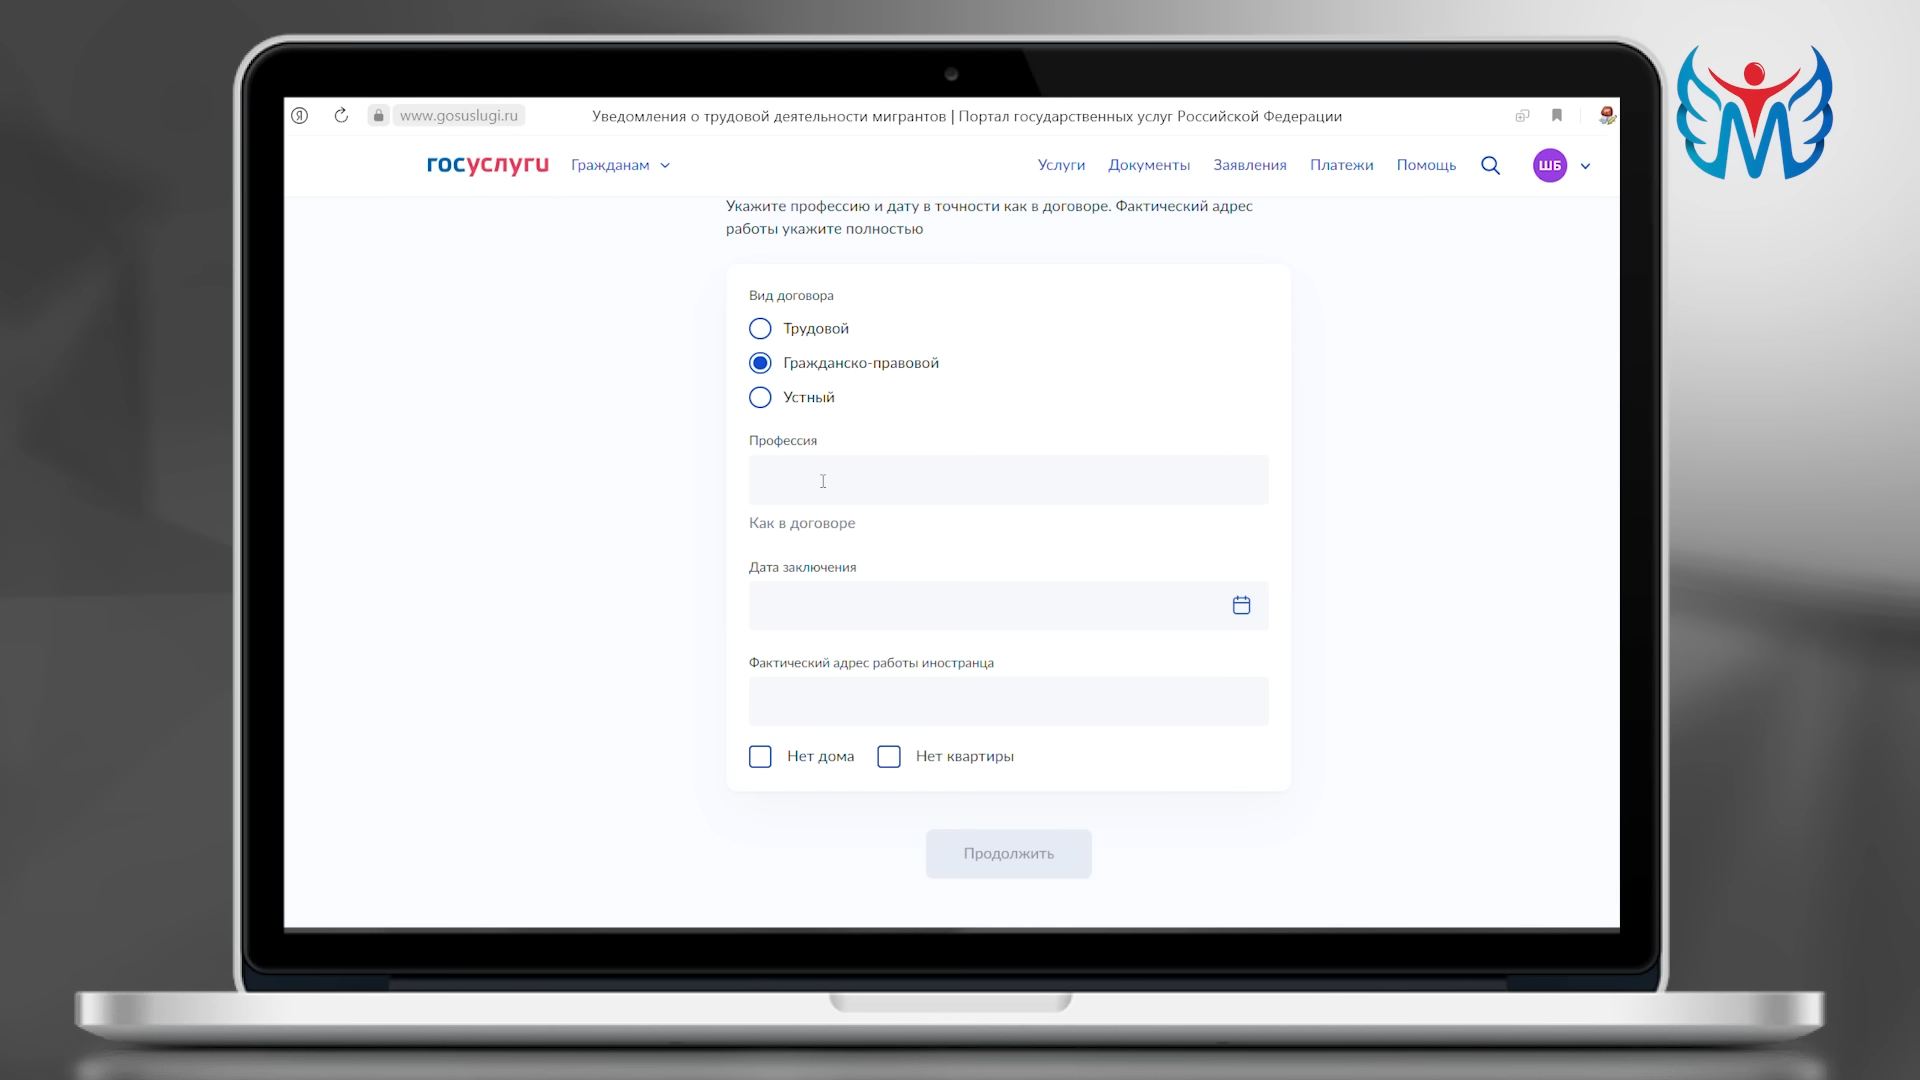 www.gosuslugi.ru
Уведомления о трудовой деятельности мигрантов | Портал государственных услуг Российской Федерации
госуслуги
Гражданам
Услуги
Документы
Заявления
Платежи
Помощь
ШБ
Укажите профессию и дату в точности как в договоре. Фактический адрес
работы укажите полностью
Вид договора
Трудовой
Гражданско-правовой
Устный
Профессия
Как в договоре
Дата заключения
Фактический адрес работы иностранца
Нет дома
Нет квартиры
Продолжить